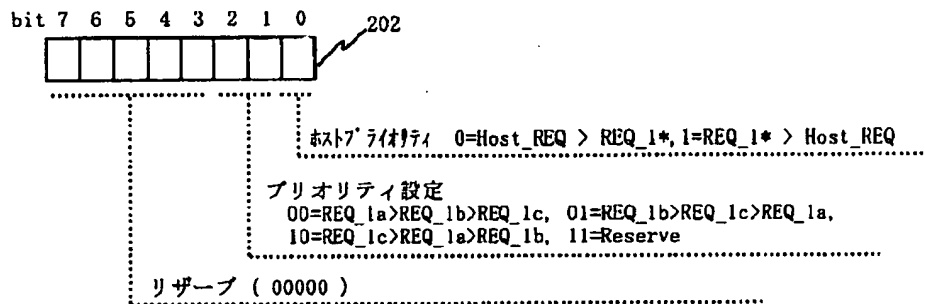 bit 7 6 5 4 3 2 1 0
202
ホストプライオリティ 0=Host_REQ > REQ_1*, 1=REQ_1* > Host_REQ
プリオリティ設定
00=REQ_1a>REQ_1b>REQ_1c, 01=REQ_1b>REQ_1c>REQ_1a,
10=REQ_1c>REQ_1a>REQ_1b, 11=Reserve
リザーブ ( 00000 )